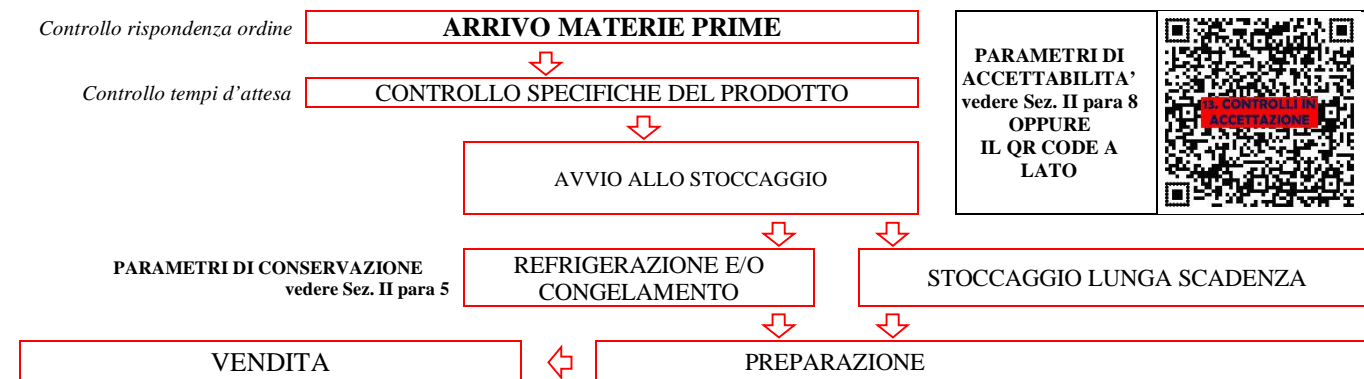 Controllo rispondenza ordine
ARRIVO MATERIE PRIME
Controllo tempi d'attesa
CONTROLLO SPECIFICHE DEL PRODOTTO
PARAMETRI DI
ACCETTABILITA'
vedere Sez. II para 8
OPPURE
IL QR CODE A
LATO
13. CONTROLLI IN
ACCETTAZIONE
AVVIO ALLO STOCCAGGIO
PARAMETRI DI CONSERVAZIONE
vedere Sez. II para 5
REFRIGERAZIONE E/O
CONGELAMENTO
STOCCAGGIO LUNGA SCADENZA
VENDITA
PREPARAZIONE